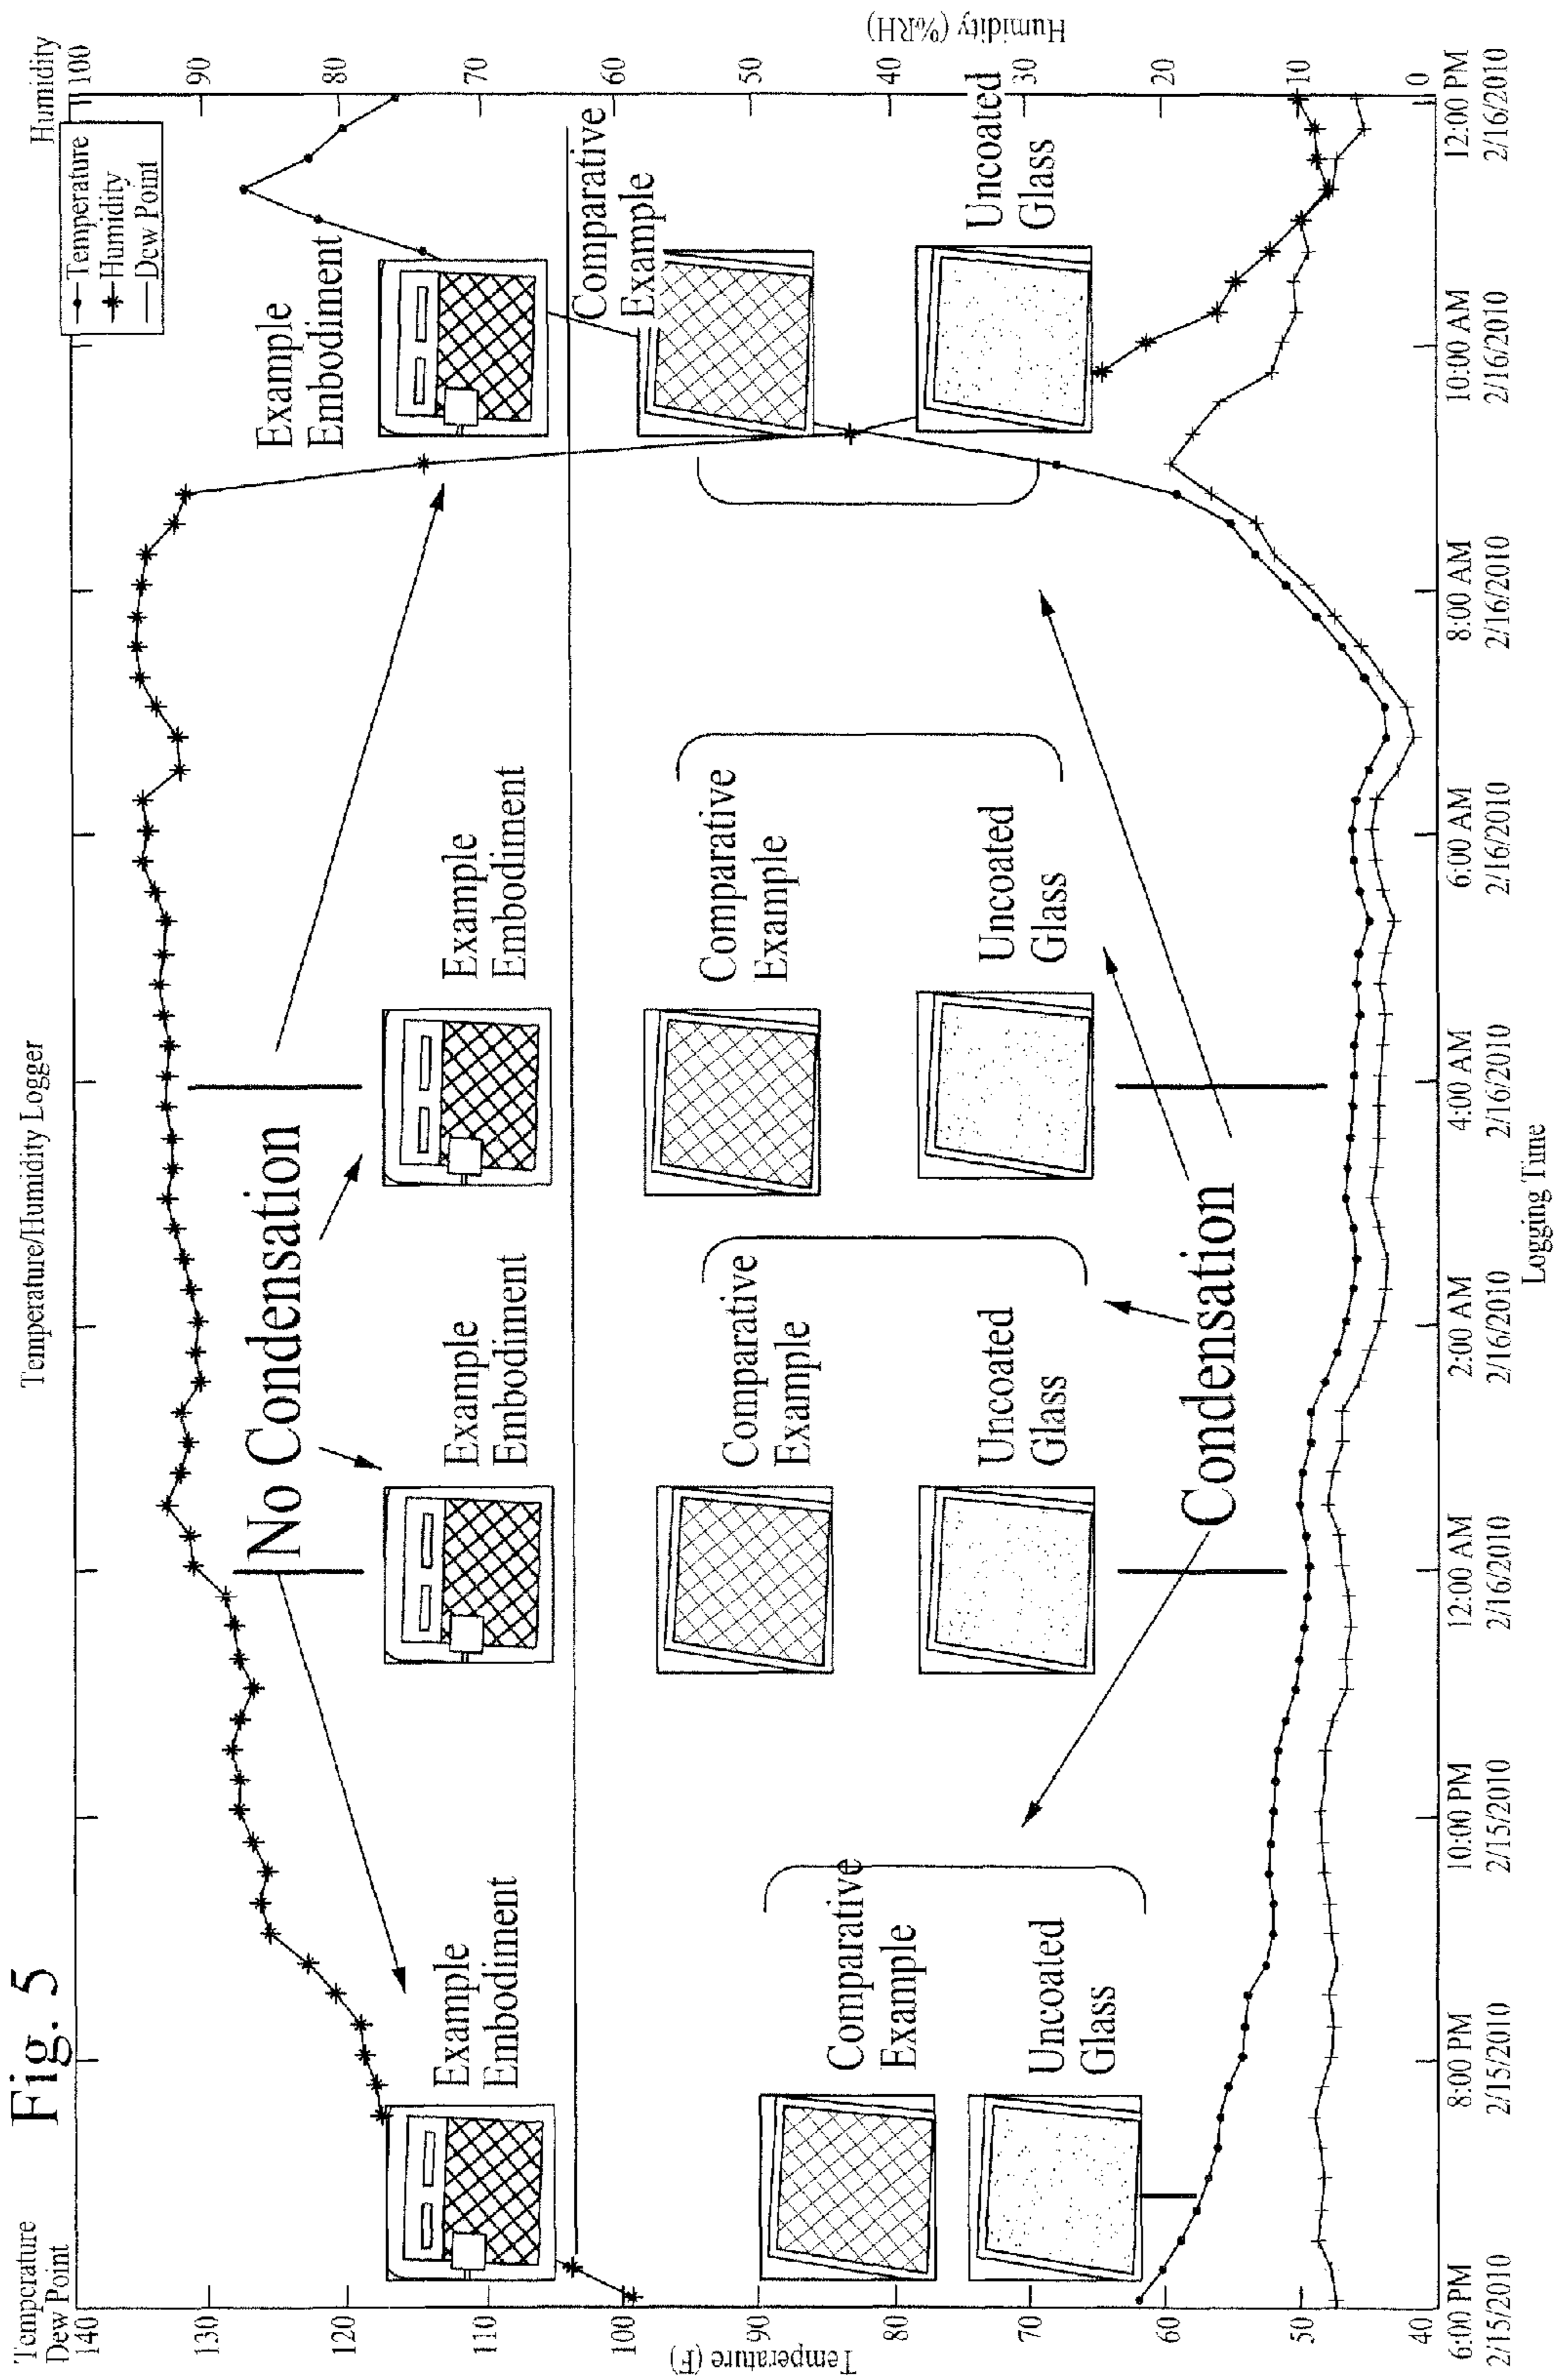 Fig. 5
Temperature/Humidity Logger
Temperature
Dew Point
Humidity
140
130
120
110
100
90
80
70
60
50
40
Temperature (F)
100
90
80
70
60
50
40
30
20
10
0
Humidity (%RH)
Temperature
Humidity
Dew Point
No Condensation
Example
Embodiment
Example
Embodiment
Example
Embodiment
Example
Embodiment
Comparative
Example
Comparative
Example
Comparative
Example
Comparative
Example
Uncoated
Glass
Uncoated
Glass
Uncoated
Glass
Uncoated
Glass
Condensation
6:00 PM
2/15/2010
8:00 PM
2/15/2010
10:00 PM
2/15/2010
12:00 AM
2/16/2010
2:00 AM
2/16/2010
4:00 AM
2/16/2010
6:00 AM
2/16/2010
8:00 AM
2/16/2010
10:00 AM
2/16/2010
12:00 PM
2/16/2010
Logging Time